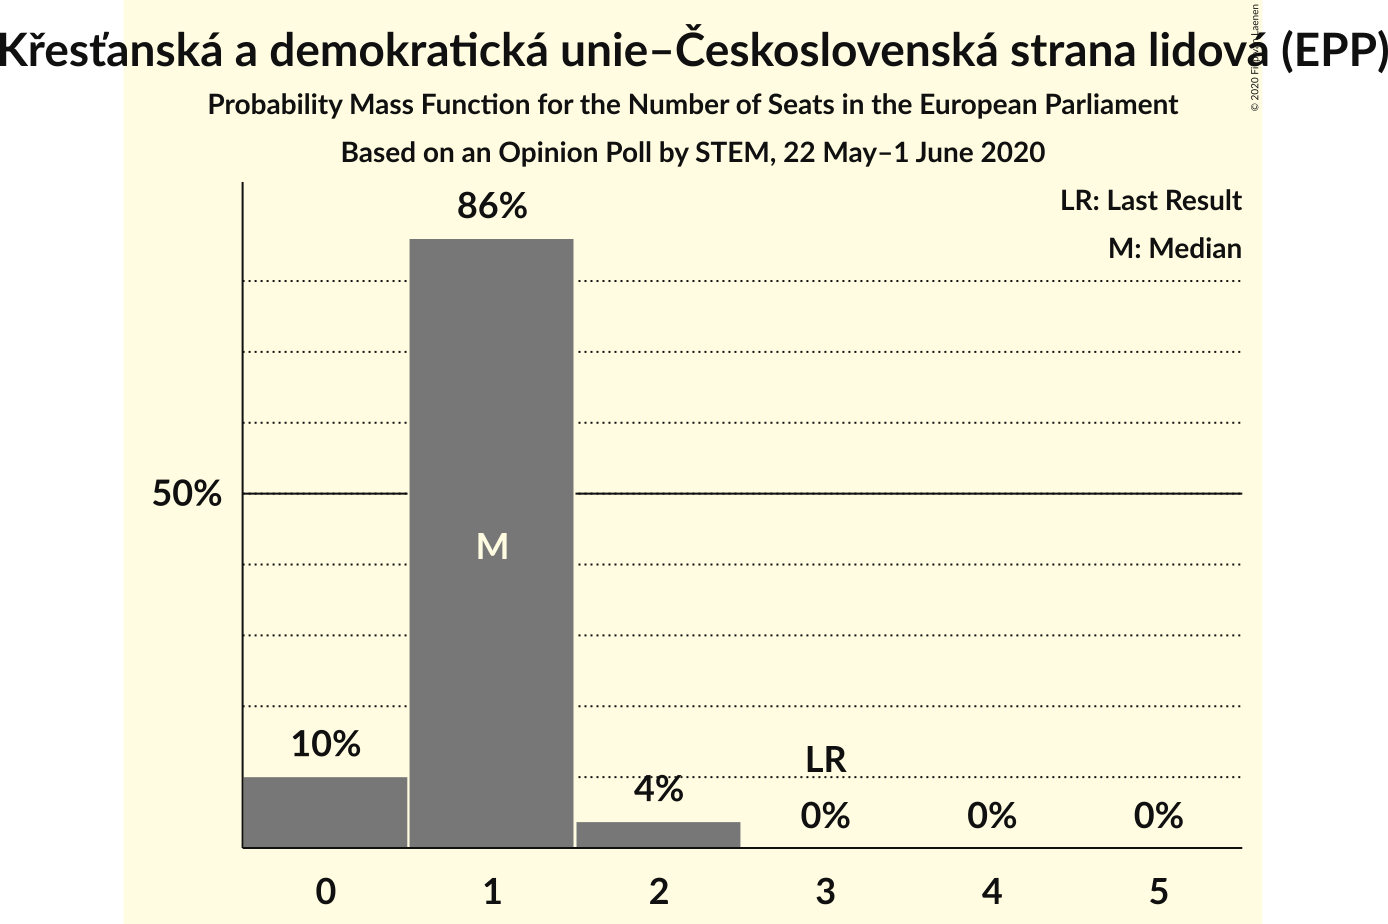 Křesťanská a demokratická unie–Československá strana lidová (EPP)
Probability Mass Function for the Number of Seats in the European Parliament
Based on an Opinion Poll by STEM, 22 May–1 June 2020
© 2020 Laenen
LR: Last Result
M: Median
86%
50%
M
10%
LR
4%
0% 0% 0%
0 1 2 3 4 5